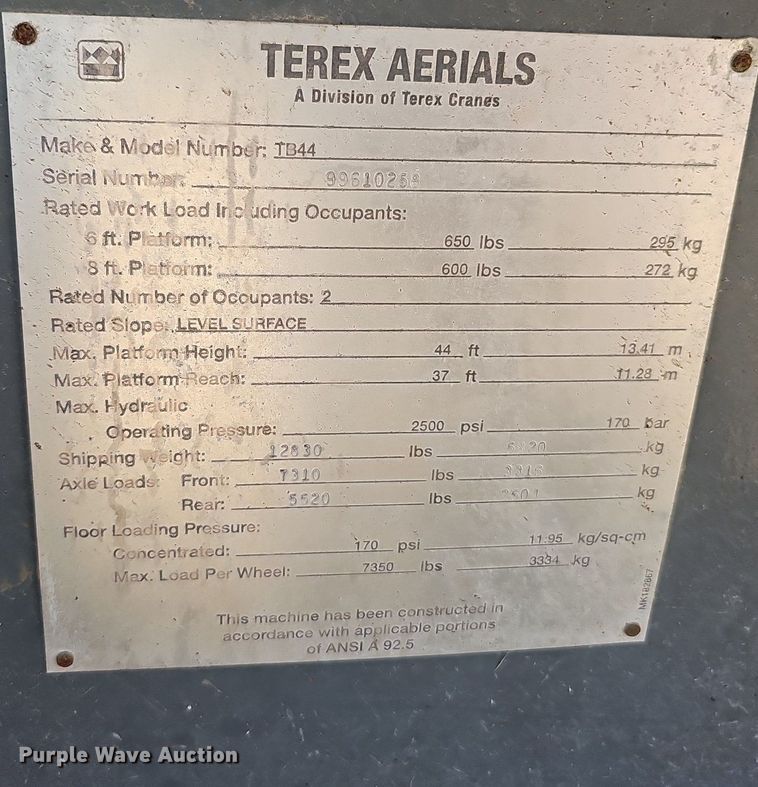 TEREX AERIALS
A Division of Terex Cranes
Make & Model Number: TB44
Serial Number:
Rated Work Load Including Occupants:
6 ft. Platform: 650 lbs 295 kg
8 ft. Platform: 600 lbs 272 kg
Rated Number of Occupants: 2
Rated Slope: LEVEL SURFACE
Max. Platform Height: 44 ft 13.41 m
Max. Platform Reach: 37 ft 11.28 m
Max. Hydraulic
Operating Pressure: 2500 psi 170 bar
Shipping Weight: 12830 lbs kg
Axle Loads: Front: 7310 lbs kg
Rear: 5520 lbs kg
Floor Loading Pressure:
Concentrated: 170 psi 11.95 kg/sq-cm
Max. Load Per Wheel: 7350 lbs 3334 kg
This machine has been constructed in
accordance with applicable portions
of ANSI A 92.5
Purple Wave Auction